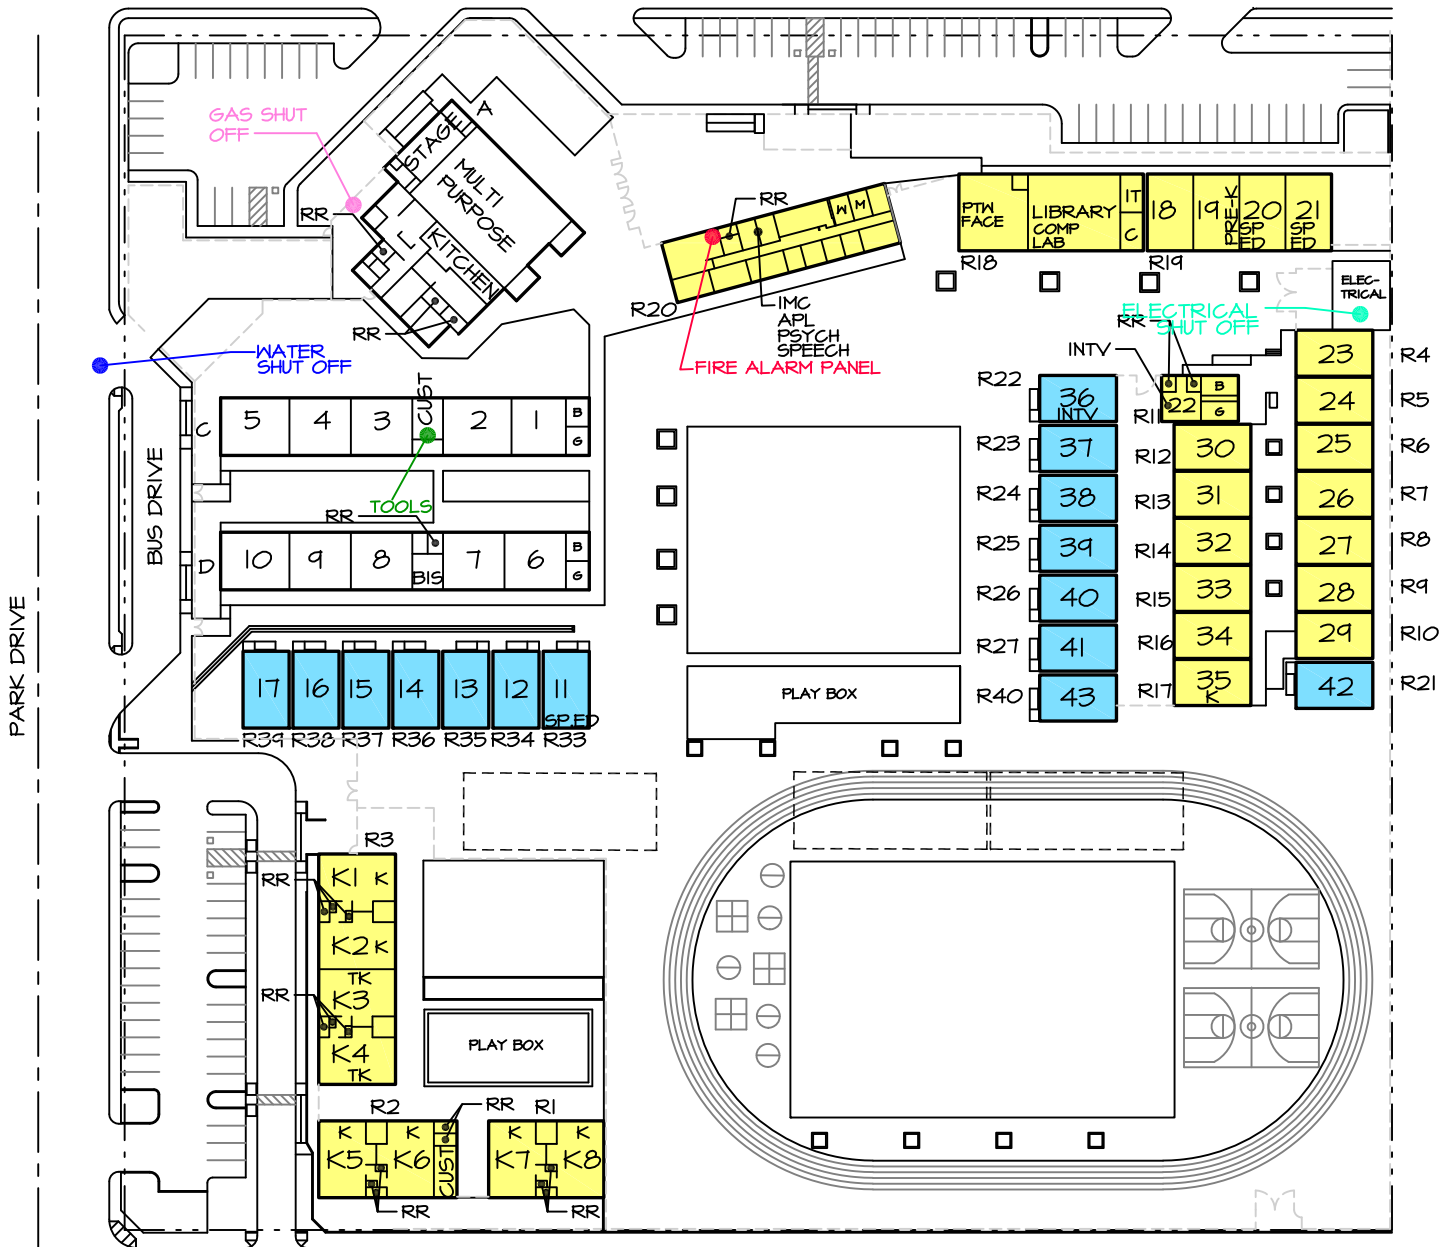 GAS SHUT
OFF
RR
STAGE
A
MULTI
PURPOSE
KITCHEN
RR
WATER
SHUT OFF
RR
W
M
R20
IMC
APL
PSYCH
SPEECH
FIRE ALARM PANEL
PTW
FACE
LIBRARY
COMP
LAB
IT
C
18
19
PRE-K
20
SP
ED
21
SP
ED
R18
R19
ELEC-
TRICAL
ELECTRICAL
SHUT OFF
RR
INTV
C
5
4
3
CUST
2
1
B
G
TOOLS
RR
D
10
9
8
BIS
7
6
B
G
BUS DRIVE
PARK DRIVE
17
16
15
14
13
12
11
SP.ED
R39
R38
R37
R36
R35
R34
R33
R22
36
INTV
R23
37
R24
38
R25
39
R26
40
R27
41
R40
43
R11
22
B
G
R12
30
R13
31
R14
32
R15
33
R16
34
R17
35
K
23
R4
24
R5
25
R6
26
R7
27
R8
28
R9
29
R10
42
R21
PLAY BOX
R3
RR
K1
K
K2
K
TK
RR
K3
K4
TK
PLAY BOX
R2
RR
R1
K
K
K
K
K5
K6
CUST
K7
K8
RR
RR